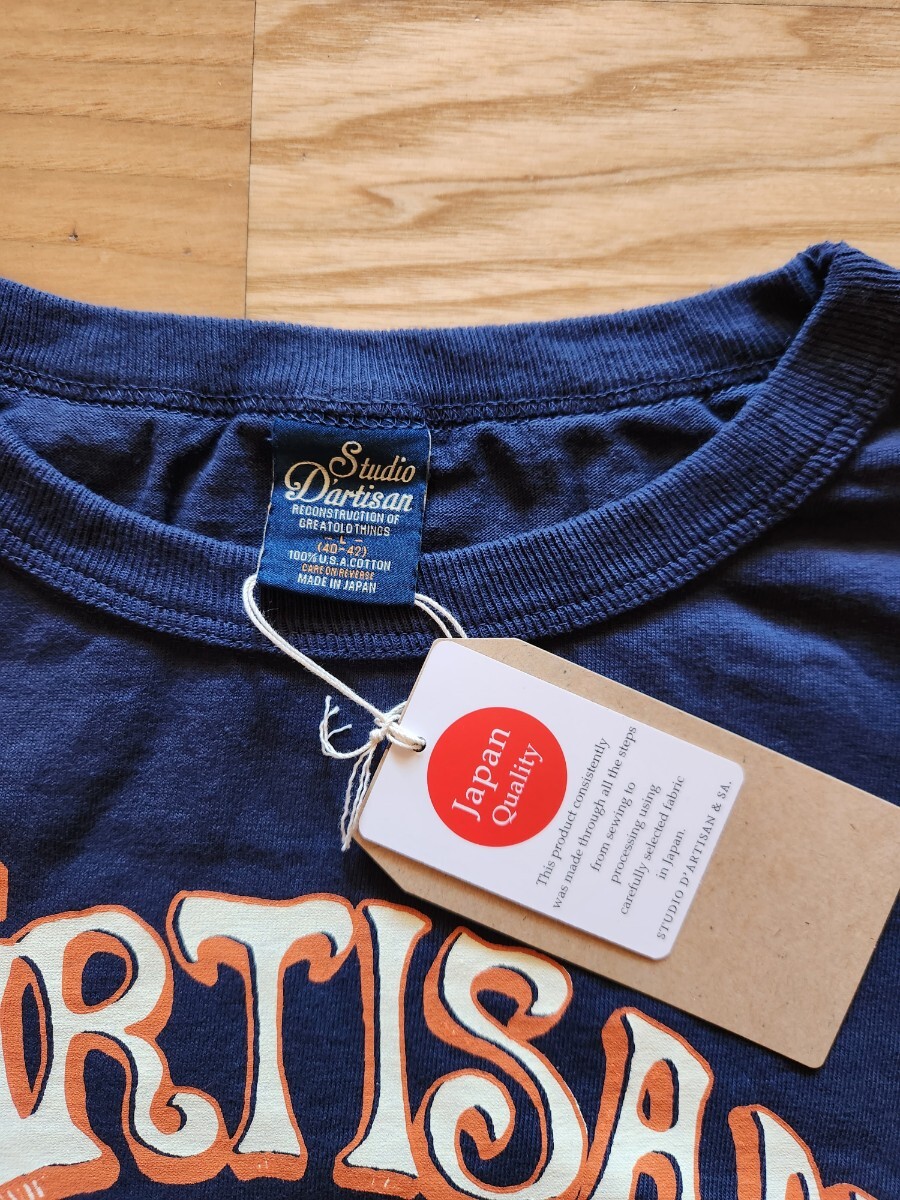 Studio
D'artisan
RECONSTRUCTION OF
GREAT OLD THINGS
- L -
(40-42)
100% U.S.A. COTTON
CARE ON REVERSE
MADE IN JAPAN
Japan
Quality
This product consistently
was made through all the steps
from sewing to
processing using
carefully selected fabric
in Japan.
STUDIO D'ARTISAN & SA.
RTISAN